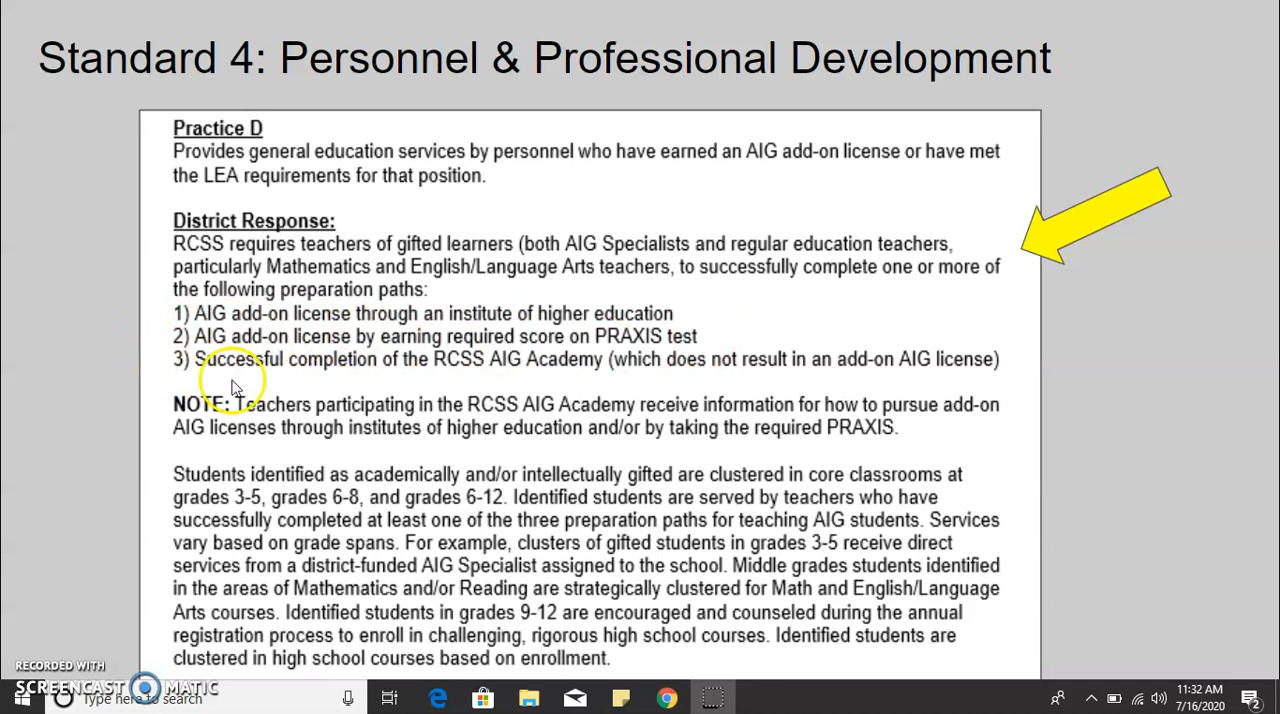 Standard 4: Personnel & Professional Development
Practice D
Provides general education services by personnel who have earned an AIG add-on license or have met
the LEA requirements for that position.
District Response:
RCSS requires teachers of gifted learners (both AIG Specialists and regular education teachers,
particularly Mathematics and English/Language Arts teachers, to successfully complete one or more of
the following preparation paths:
1) AIG add-on license through an institute of higher education
2) AIG add-on license by earning required score on PRAXIS test
3) Successful completion of the RCSS AIG Academy (which does not result in an add-on AIG license)
NOTE: Teachers participating in the RCSS AIG Academy receive information for how to pursue add-on
AIG licenses through institutes of higher education and/or by taking the required PRAXIS.
Students identified as academically and/or intellectually gifted are clustered in core classrooms at
grades 3-5, grades 6-8, and grades 6-12. Identified students are served by teachers who have
successfully completed at least one of the three preparation paths for teaching AIG students. Services
vary based on grade spans. For example, clusters of gifted students in grades 3-5 receive direct
services from a district-funded AIG Specialist assigned to the school. Middle grades students identified
in the areas of Mathematics and/or Reading are strategically clustered for Math and English/Language
Arts courses. Identified students in grades 9-12 are encouraged and counseled during the annual
registration process to enroll in challenging, rigorous high school courses. Identified students are
clustered in high school courses based on enrollment.
RECORDED WITH
SCREENCAST MATIC
Type here to search
11:32 AM
7/16/2020
2